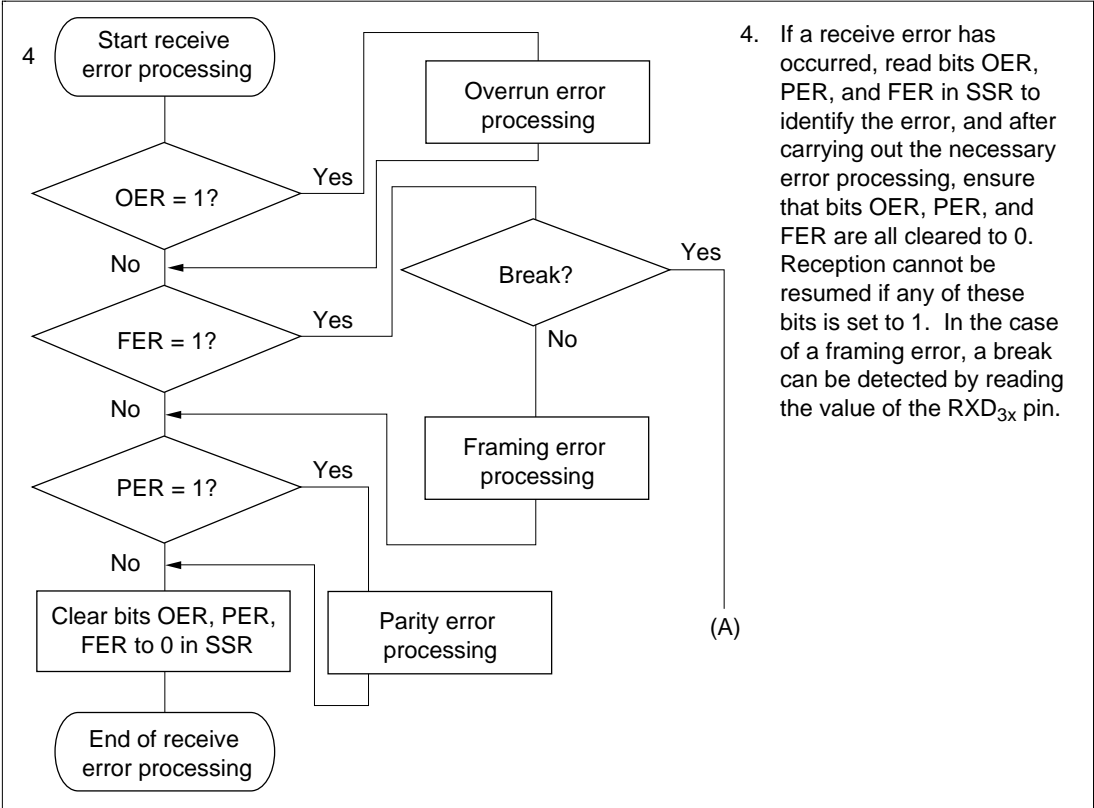 4
Start receive
error processing
Overrun error
processing
Yes
OER = 1?
No
Break?
Yes
FER = 1?
Yes
No
No
Framing error
processing
PER = 1?
Yes
No
Clear bits OER, PER,
FER to 0 in SSR
Parity error
processing
(A)
End of receive
error processing
4. If a receive error has
occurred, read bits OER,
PER, and FER in SSR to
identify the error, and after
carrying out the necessary
error processing, ensure
that bits OER, PER, and
FER are all cleared to 0.
Reception cannot be
resumed if any of these
bits is set to 1. In the case
of a framing error, a break
can be detected by reading
the value of the RXD3x pin.